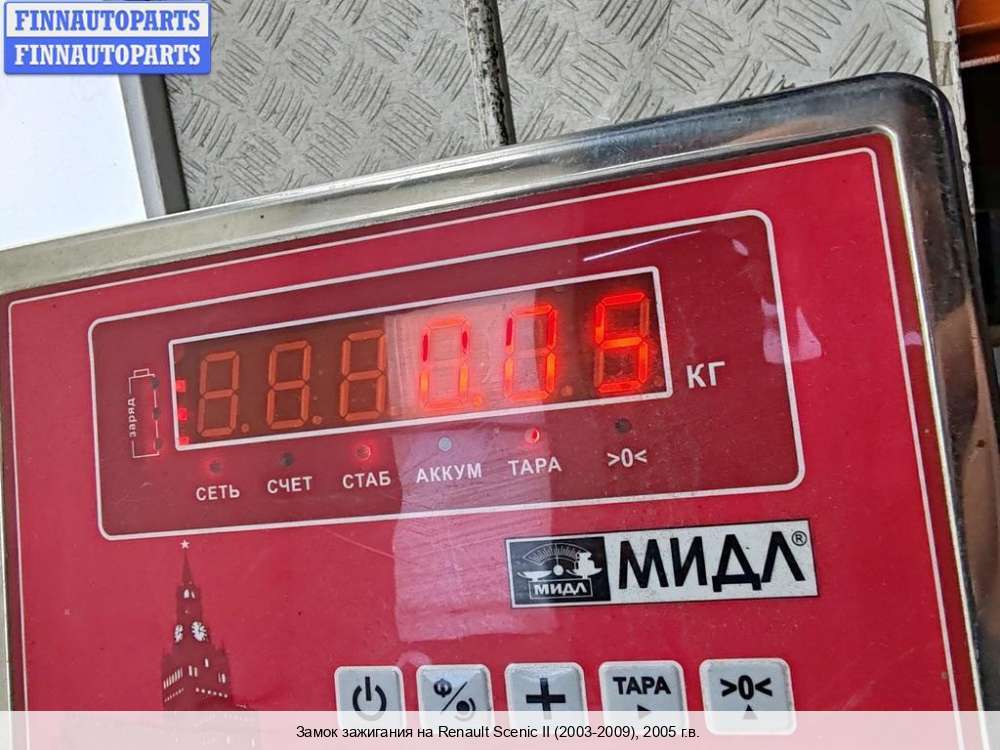 FINNAUTOPARTS
FINNAUTOPARTS
0.05
КГ
заряд
СЕТЬ СЧЕТ СТАБ АККУМ ТАРА >0<
МИДЛ МИДЛ®
ТАРА >0<
Замок зажигания на Renault Scenic II (2003-2009), 2005 г.в.